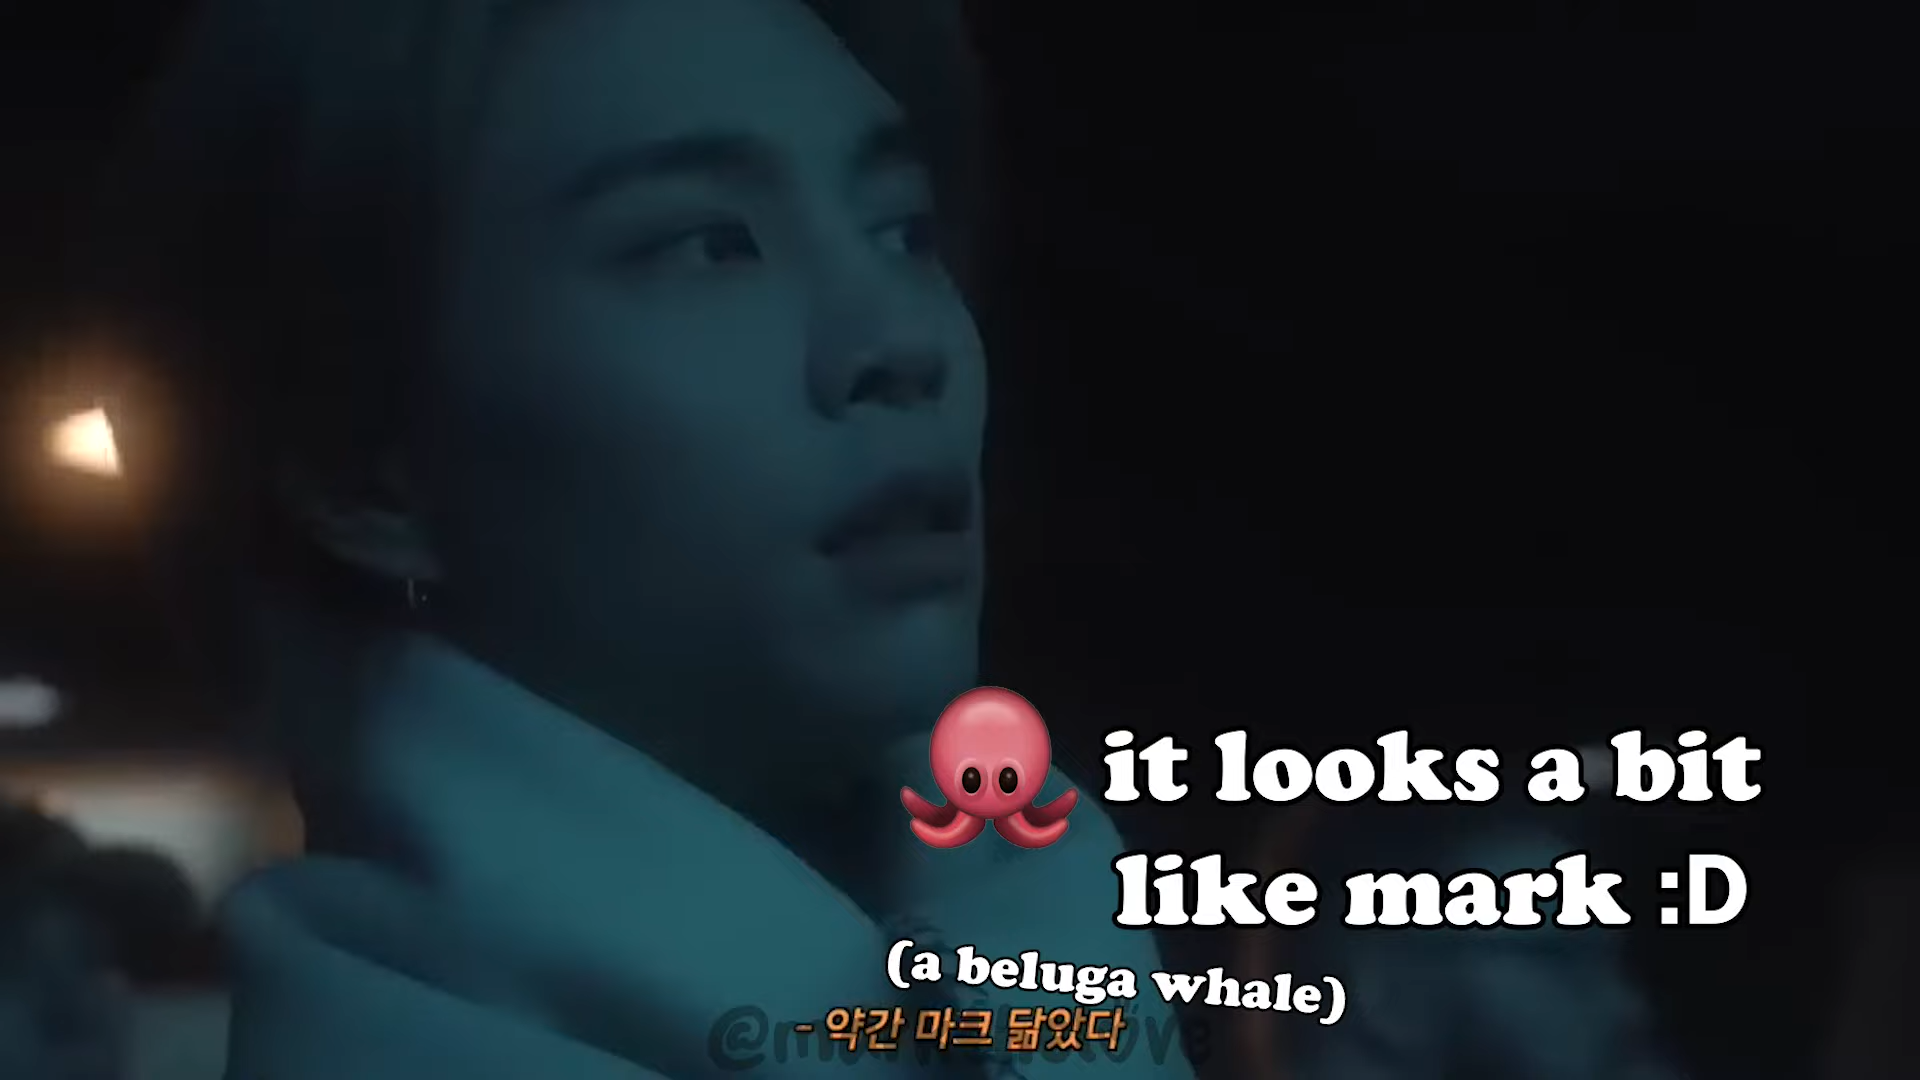 it looks a bit
like mark :D
(a beluga whale)
- 약간 마크 닮았다